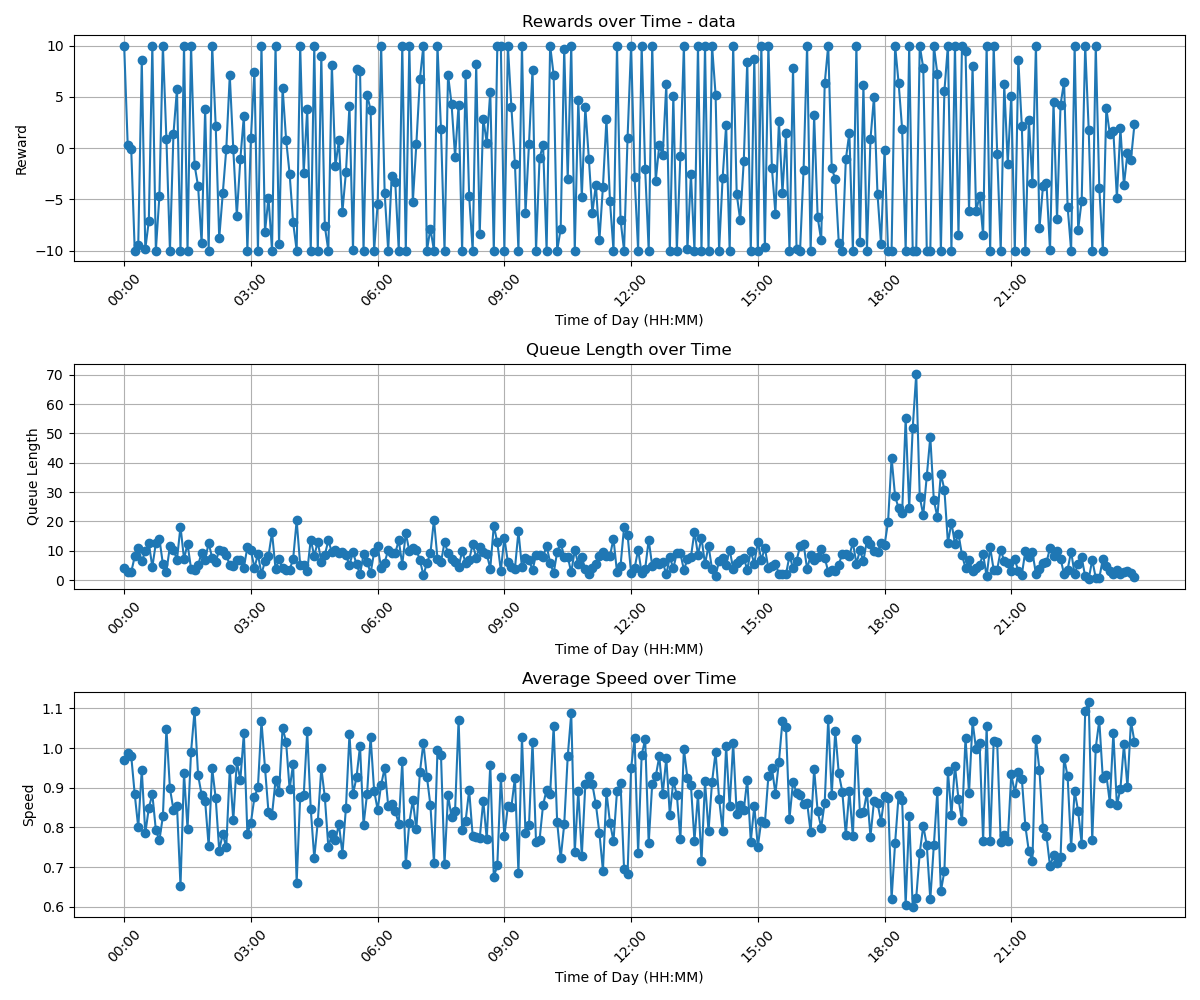 Rewards over Time - data
10
5
0
−5
−10
Reward
00:00 03:00 06:00 09:00 12:00 15:00 18:00 21:00
Time of Day (HH:MM)
Queue Length over Time
70
60
50
40
30
20
10
0
Queue Length
00:00 03:00 06:00 09:00 12:00 15:00 18:00 21:00
Time of Day (HH:MM)
Average Speed over Time
1.1
1.0
0.9
0.8
0.7
0.6
Speed
00:00 03:00 06:00 09:00 12:00 15:00 18:00 21:00
Time of Day (HH:MM)